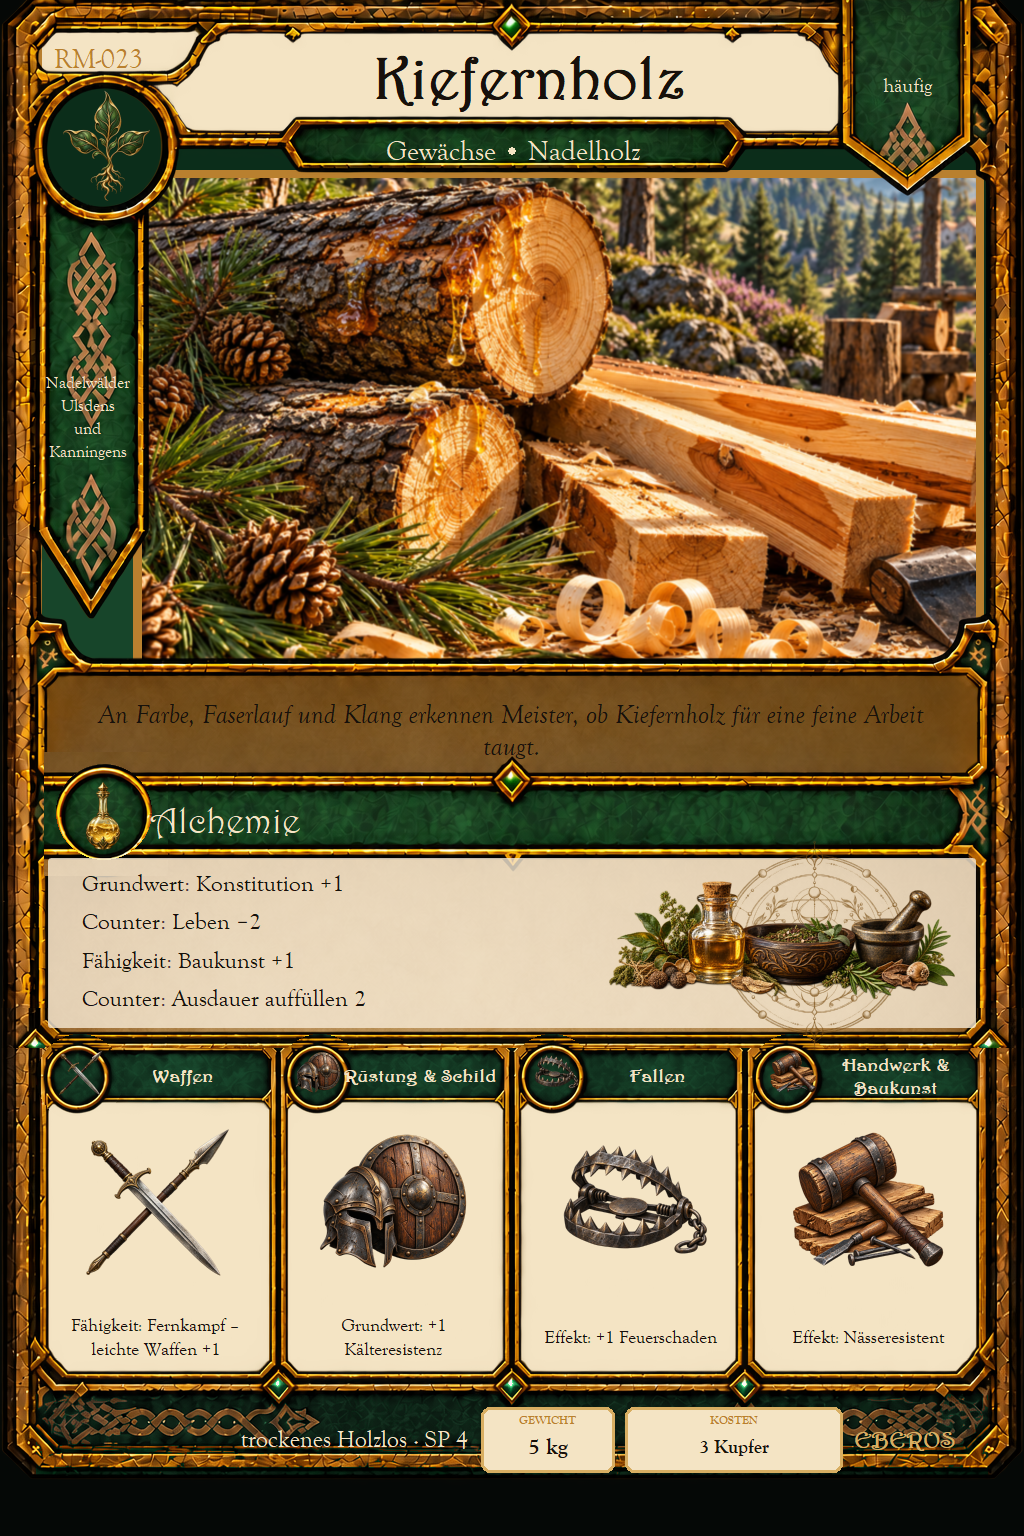 RM-023
Kiefernholz
häufig
Gewächse • Nadelholz
Nadelwälder
Ulsdens
und
Kanningens
An Farbe, Faserlauf und Klang erkennen Meister, ob Kiefernholz für eine feine Arbeit
taugt.
Alchemie
Grundwert: Konstitution +1
Counter: Leben −2
Fähigkeit: Baukunst +1
Counter: Ausdauer auffüllen 2
Waffen
Fähigkeit: Fernkampf –
leichte Waffen +1
Rüstung & Schild
Grundwert: +1
Kälteresistenz
Fallen
Effekt: +1 Feuerschaden
Handwerk &
Baukunst
Effekt: Nässeresistent
trockenes Holzlos · SP 4
GEWICHT
5 kg
KOSTEN
3 Kupfer
EBEROS